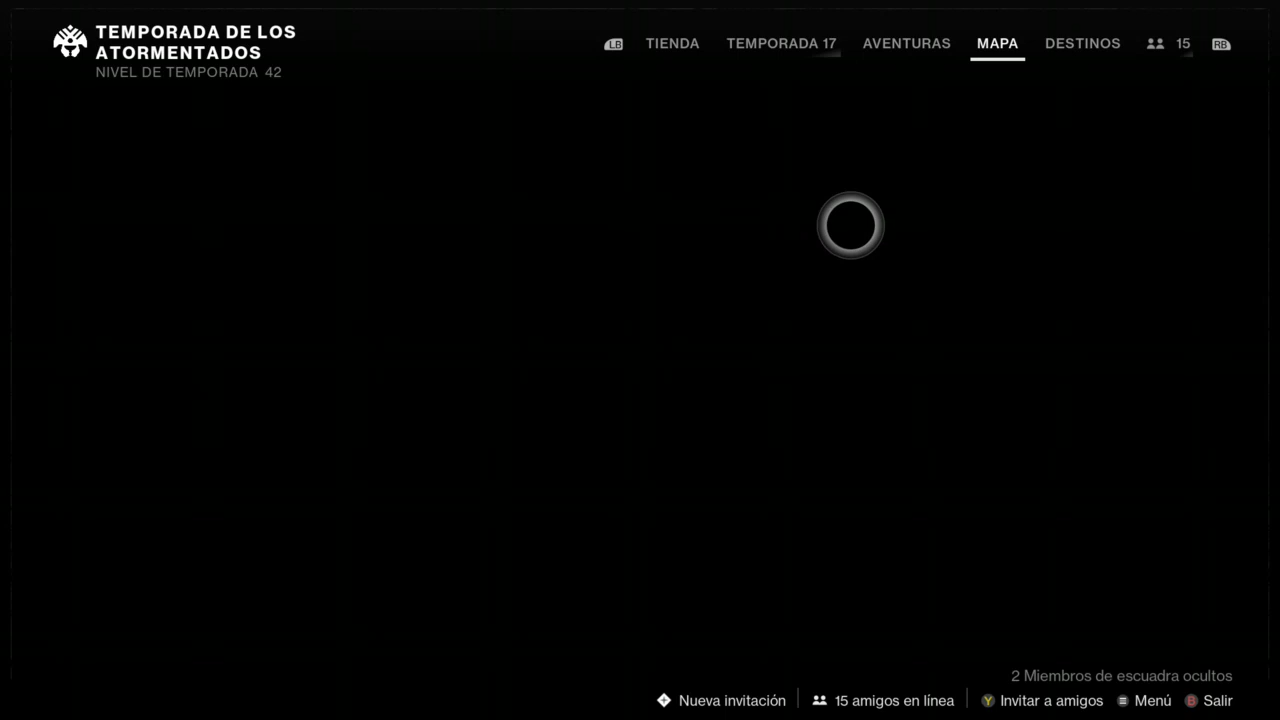 TEMPORADA DE LOS
ATORMENTADOS
NIVEL DE TEMPORADA 42
LB TIENDA TEMPORADA 17 AVENTURAS MAPA DESTINOS 15 RB
2 Miembros de escuadra ocultos
Nueva invitación 15 amigos en línea Y Invitar a amigos Menú B Salir